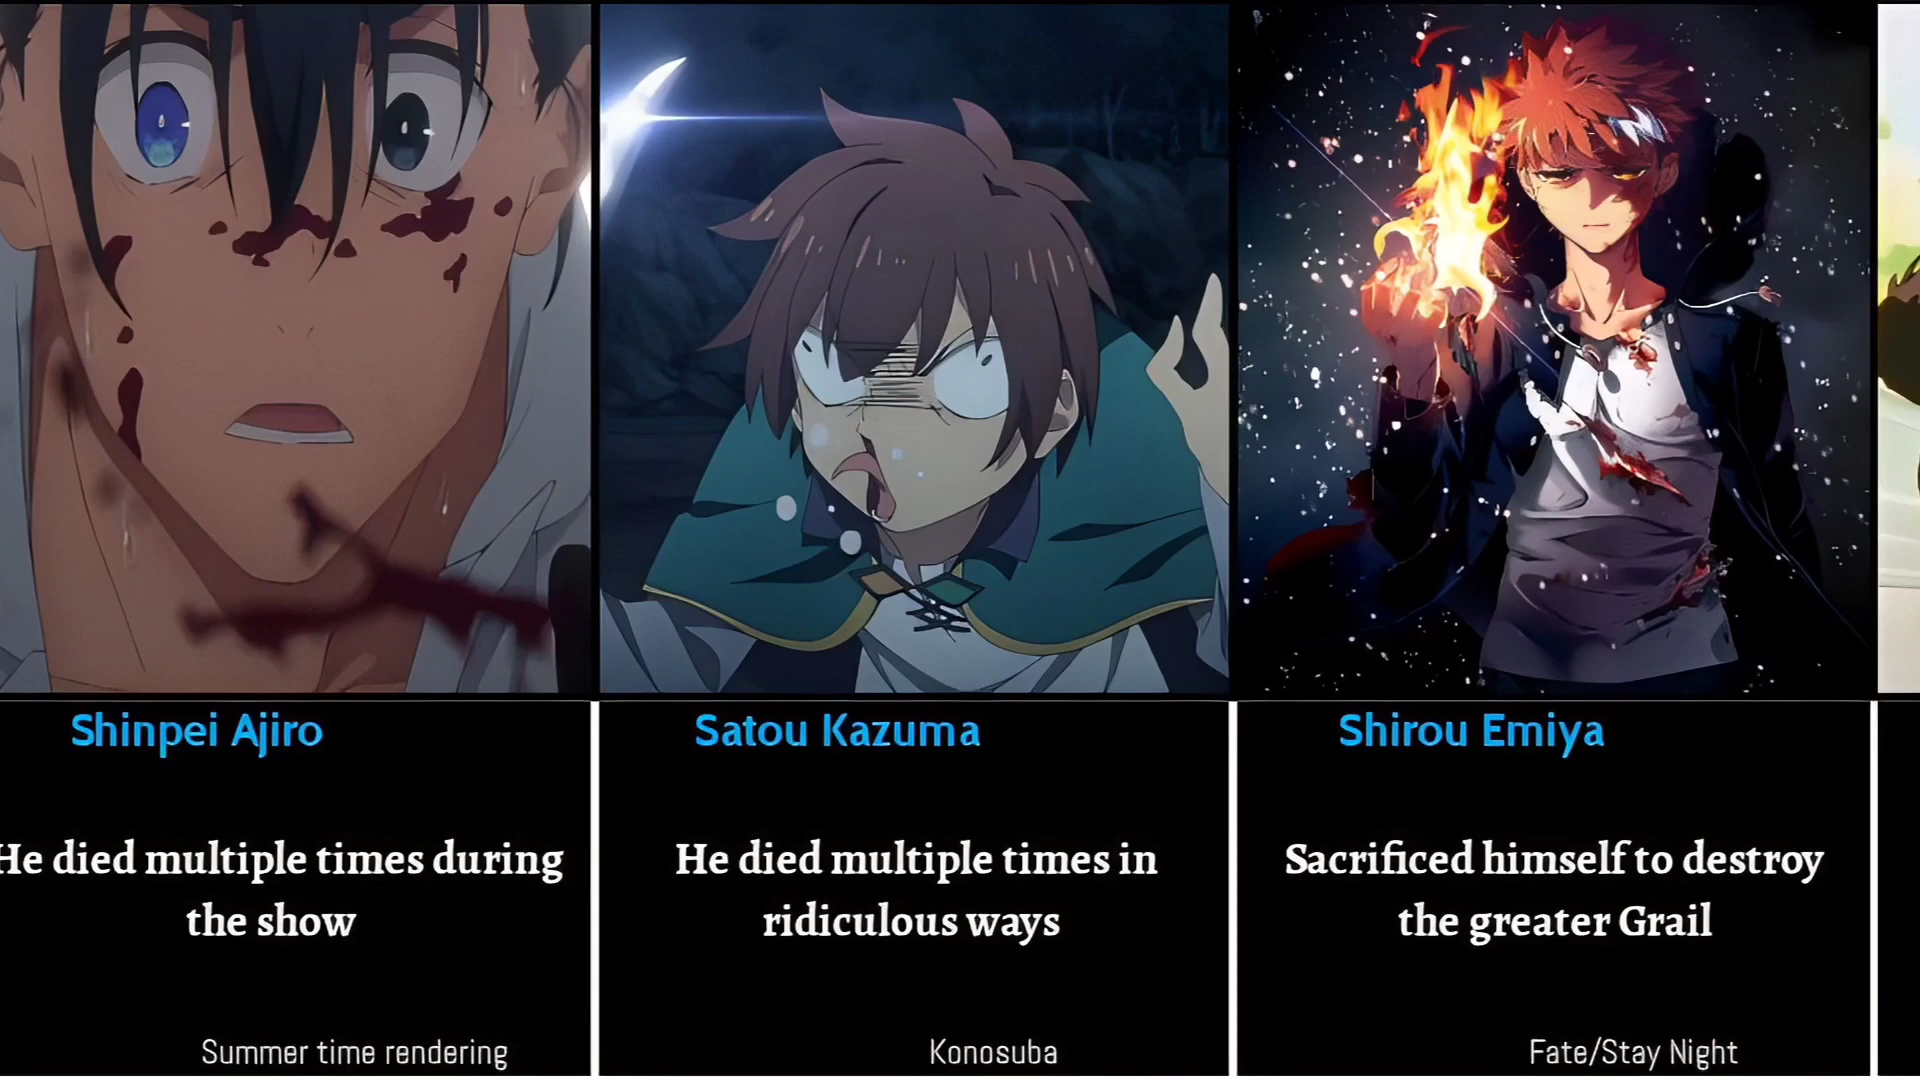 Shinpei Ajiro
He died multiple times during
the show
Summer time rendering
Satou Kazuma
He died multiple times in
ridiculous ways
Konosuba
Shirou Emiya
Sacrificed himself to destroy
the greater Grail
Fate/Stay Night